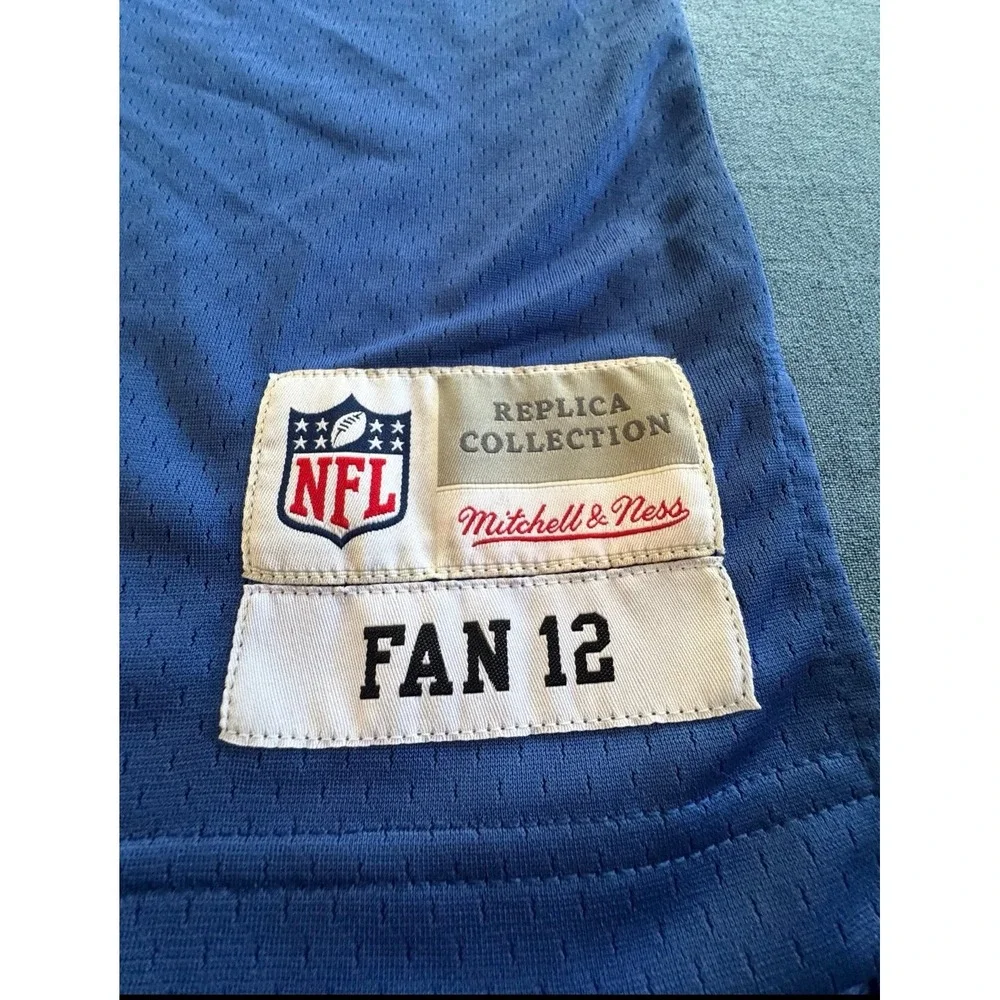 NFL
REPLICA
COLLECTION
Mitchell & Ness
FAN 12